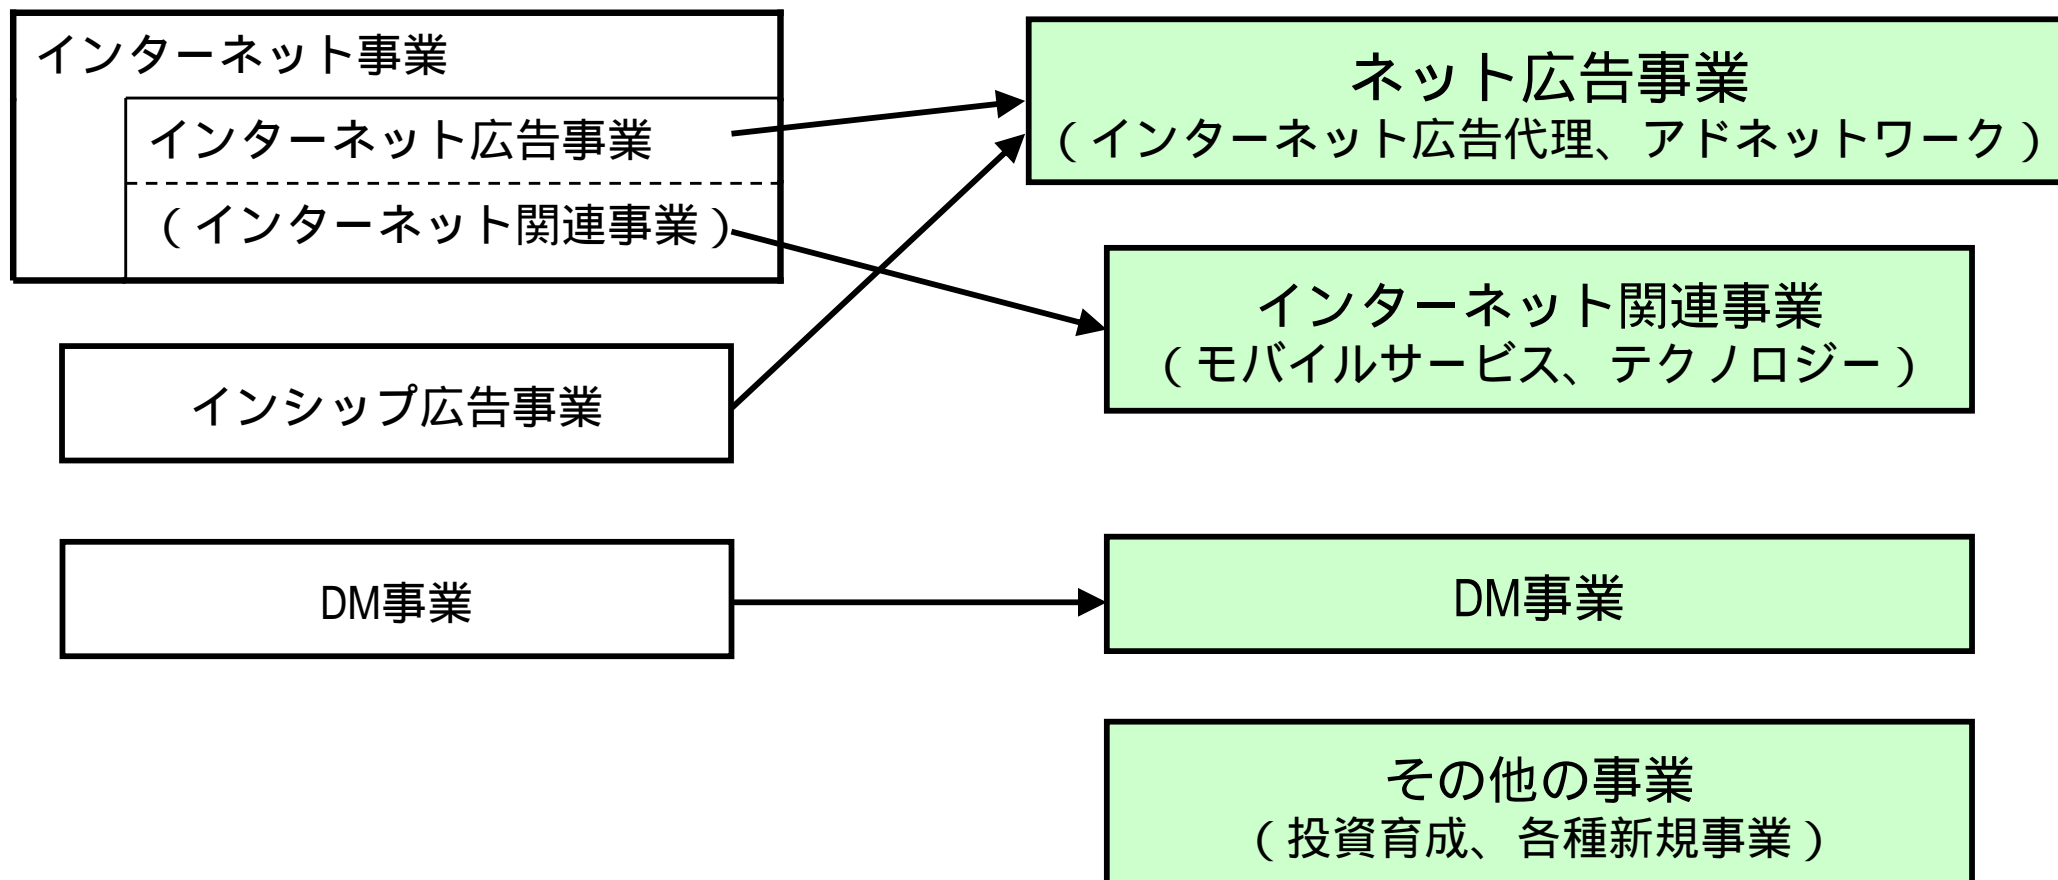 インターネット事業
インターネット広告事業
（インターネット関連事業）
インシップ広告事業
DM事業
ネット広告事業
（インターネット広告代理、アドネットワーク）
インターネット関連事業
（モバイルサービス、テクノロジー）
DM事業
その他の事業
（投資育成、各種新規事業）